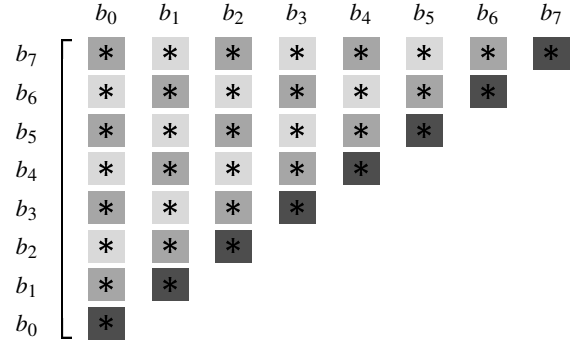 b₀ b₁ b₂ b₃ b₄ b₅ b₆ b₇
b₇ * * * * * * * *
b₆ * * * * * * *
b₅ * * * * * *
b₄ * * * * *
b₃ * * * *
b₂ * * *
b₁ * *
b₀ *